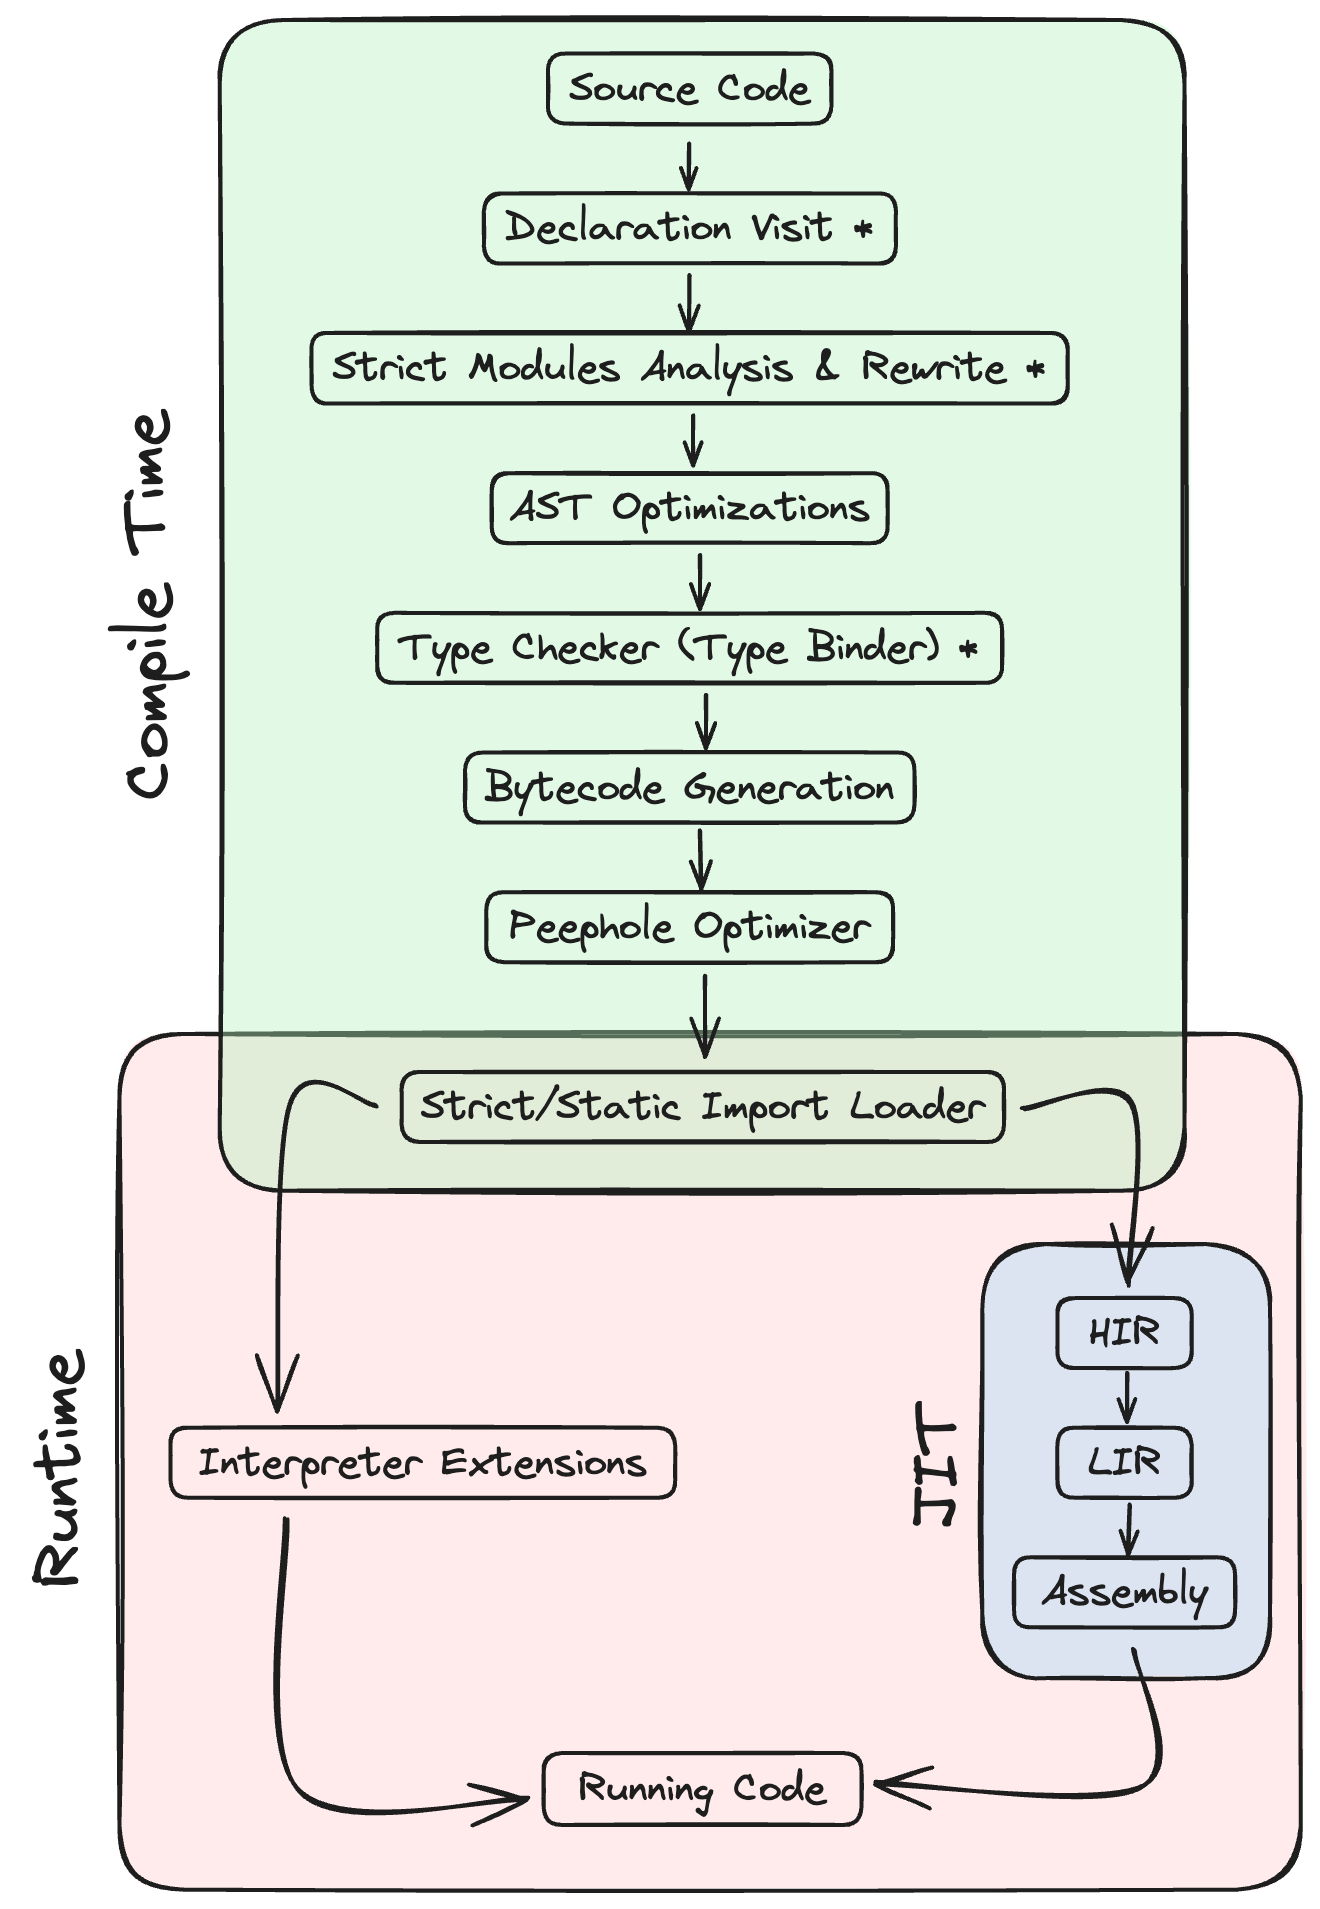 Source Code
Declaration Visit *
Strict Modules Analysis & Rewrite *
AST Optimizations
Compile Time
Type Checker (Type Binder) *
Bytecode Generation
Peephole Optimizer
Strict/Static Import Loader
Runtime
Interpreter Extensions
JIT
HIR
LIR
Assembly
Running Code